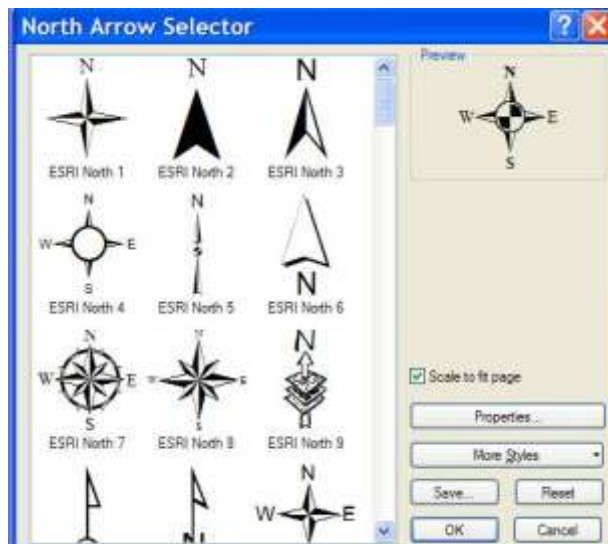 North Arrow Selector
N
N
N
ESRI North 1
ESRI North 2
ESRI North 3
N
W E
S
ESRI North 4
N
S
ESRI North 5
N
ESRI North 6
N
W E
S
ESRI North 7
N
W E
S
ESRI North 8
N
ESRI North 9
N
N
W E
Preview
N
W E
S
Scale to fit page
Properties...
More Styles
Save...
Reset
OK
Cancel